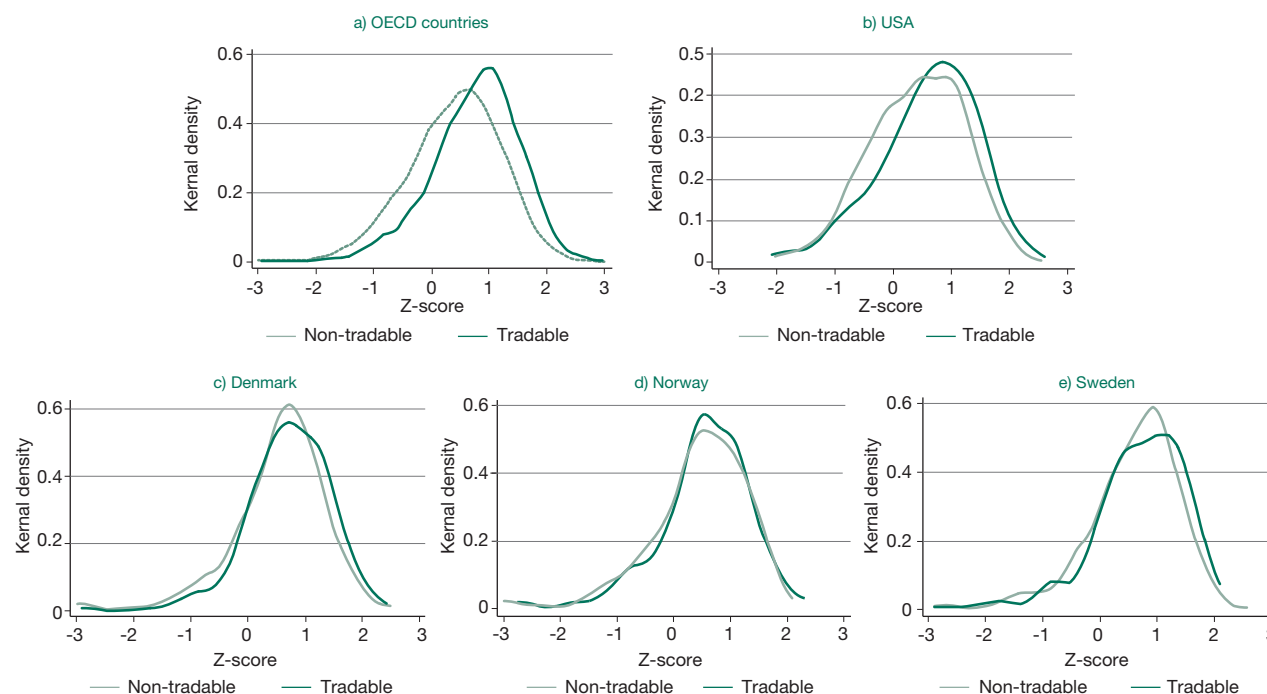 a) OECD countries
Kernal density
0.6
0.4
0.2
0
-3 -2 -1 0 1 2 3
Z-score
Non-tradable Tradable
b) USA
Kernal density
0.5
0.2
0.3
0.2
0.1
0
-3 -2 -1 0 1 2 3
Z-score
Non-tradable Tradable
c) Denmark
Kernal density
0.6
0.4
0.2
0
-3 -2 -1 0 1 2 3
Z-score
Non-tradable Tradable
d) Norway
Kernal density
0.6
0.4
0.2
0
-3 -2 -1 0 1 2 3
Z-score
Non-tradable Tradable
e) Sweden
Kernal density
0.6
0.4
0.2
0
-3 -2 -1 0 1 2 3
Z-score
Non-tradable Tradable